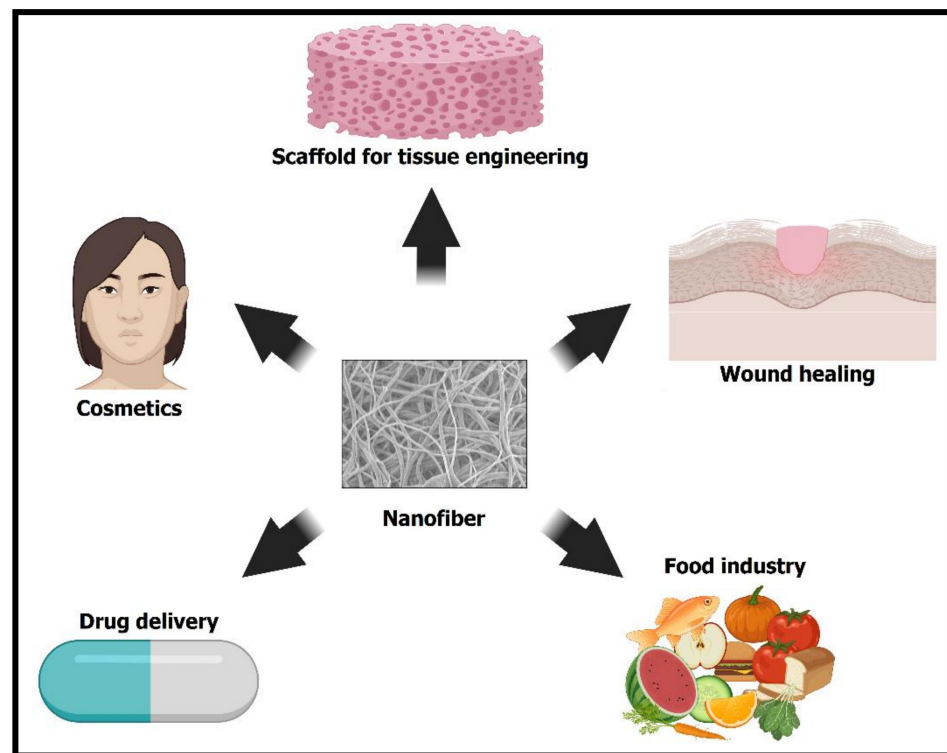 Scaffold for tissue engineering
Cosmetics
Wound healing
Nanofiber
Drug delivery
Food industry